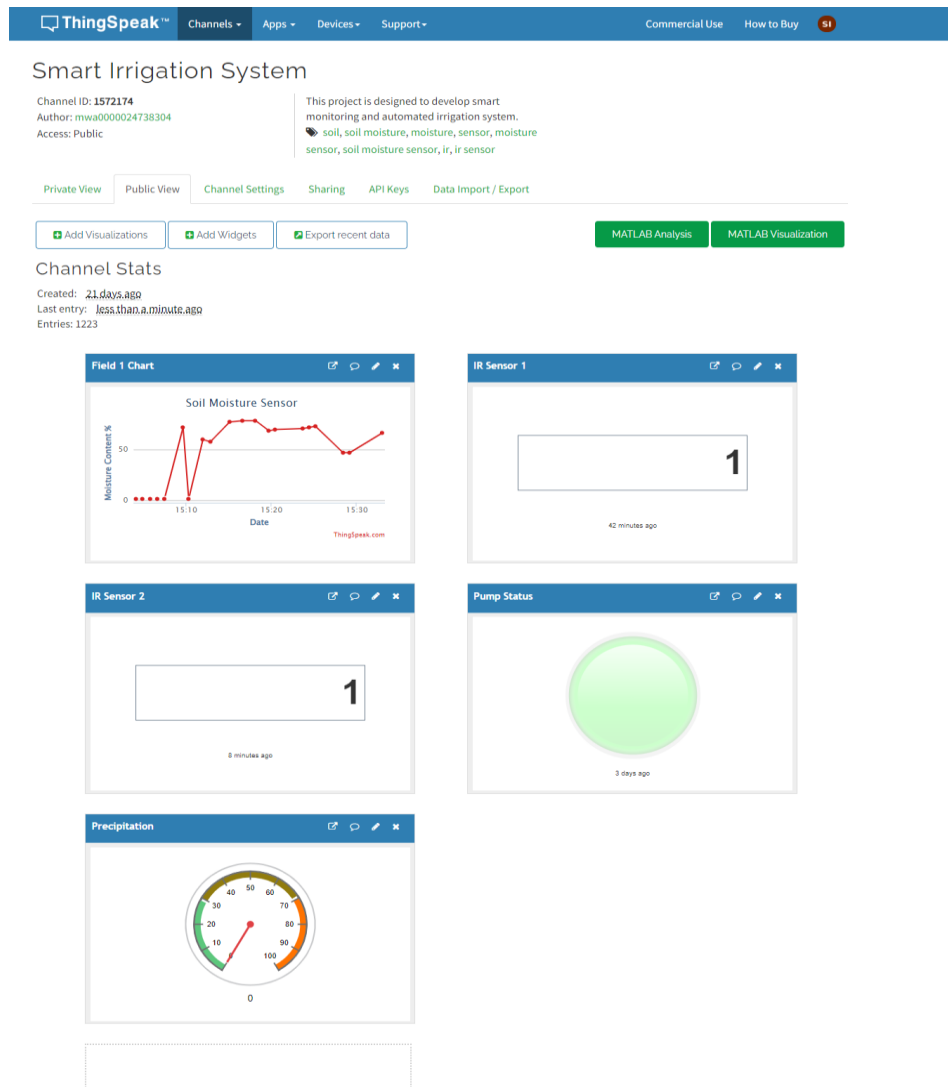 ThingSpeak™ Channels Apps Devices Support Commercial Use How to Buy SI
Smart Irrigation System
Channel ID: 1572174
Author: mwa0000024738304
Access: Public
This project is designed to develop smart
monitoring and automated irrigation system.
soil, soil moisture, moisture, sensor, moisture
sensor, soil moisture sensor, ir, ir sensor
Private View Public View Channel Settings Sharing API Keys Data Import / Export
Add Visualizations Add Widgets Export recent data MATLAB Analysis MATLAB Visualization
Channel Stats
Created: 21 days ago
Last entry: less than a minute ago
Entries: 1223
Field 1 Chart
Soil Moisture Sensor
Moisture Content %
50
0
15:10 15:20 15:30
Date
ThingSpeak.com
IR Sensor 1
1
42 minutes ago
IR Sensor 2
1
8 minutes ago
Pump Status
3 days ago
Precipitation
0 10 20 30 40 50 60 70 80 90 100
0